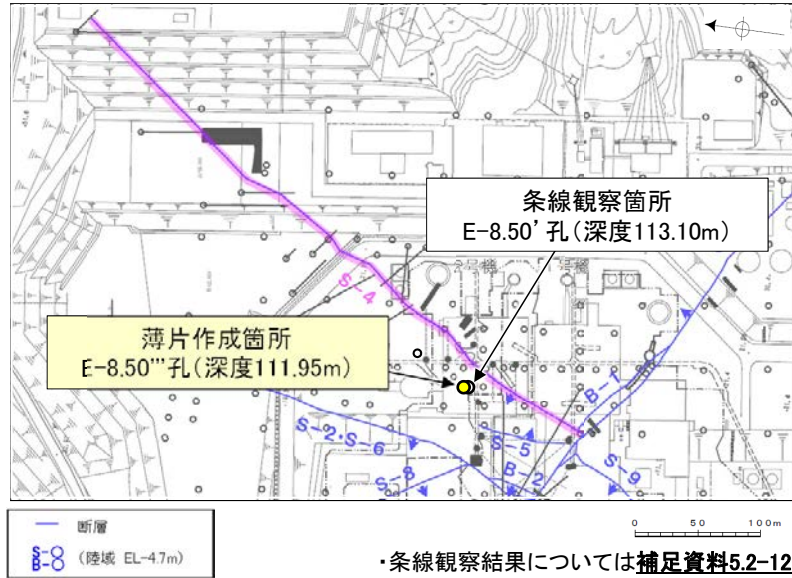 条線観察箇所
E-8.50’孔(深度113.10m)
S-4
薄片作成箇所
E-8.50’’’孔(深度111.95m)
B-1
S-2・S-6
S-5
S-8
B-2
S-9
断層
S-○
B-○
(陸域 EL-4.7m)
0 50 100m
・条線観察結果については補足資料5.2-12